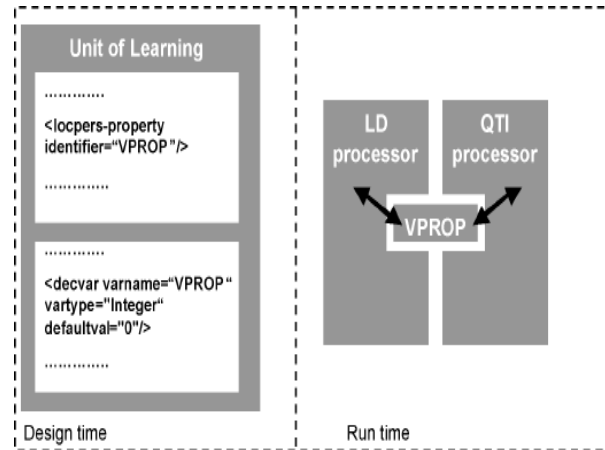 Unit of Learning
.............
<locpers-property
identifier=“VPROP”/>
..............
.............
<decvar varname=“VPROP“
vartype="Integer“
defaultval="0"/>
..............
Design time
LD
processor
QTI
processor
VPROP
Run time